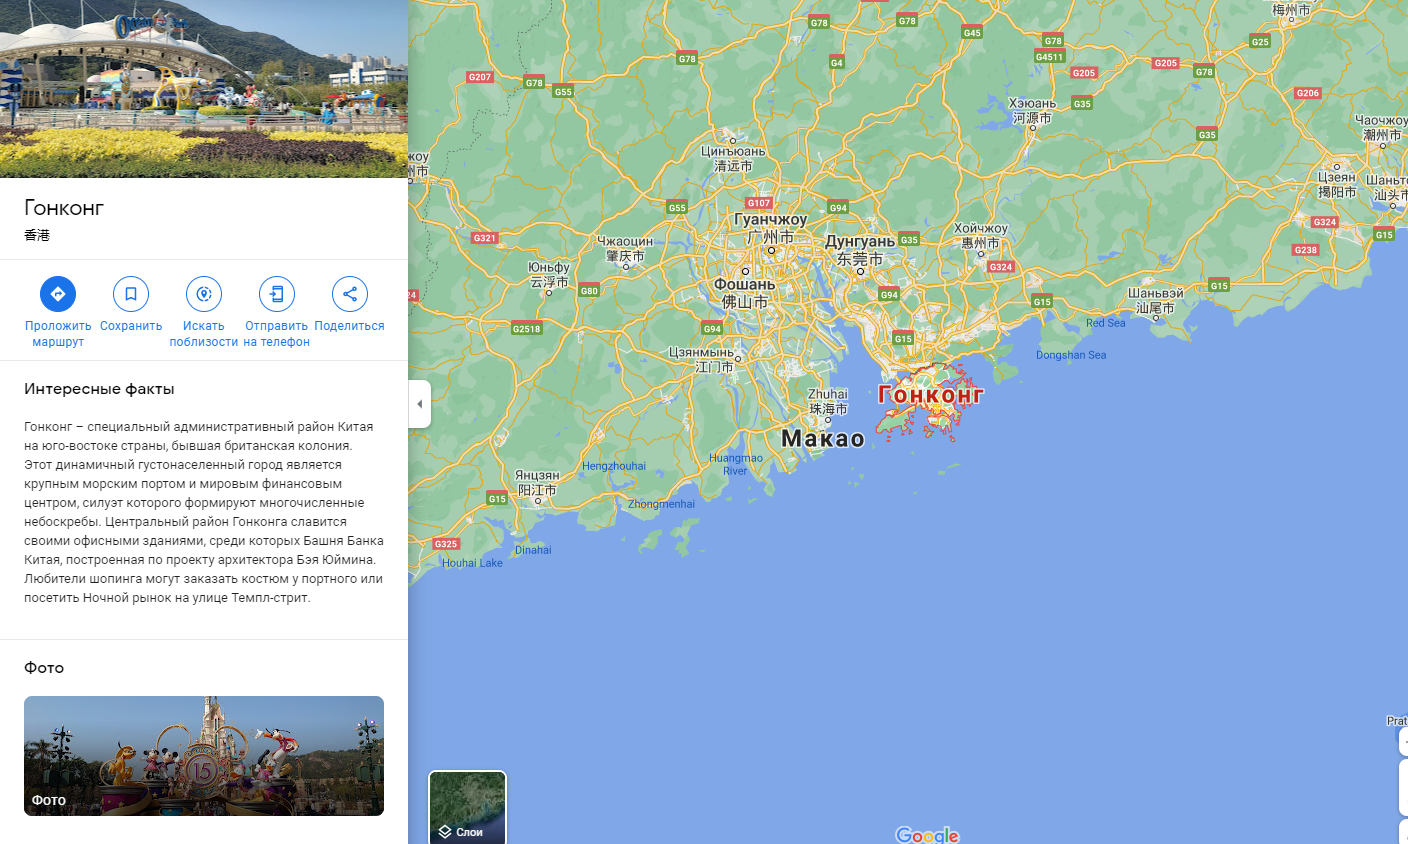 Гонконг
香港
Проложить маршрут
Сохранить
Искать поблизости
Отправить на телефон
Поделиться
Интересные факты
Гонконг – специальный административный район Китая
на юго-востоке страны, бывшая британская колония.
Этот динамичный густонаселенный город является
крупным морским портом и мировым финансовым
центром, силуэт которого формируют многочисленные
небоскребы. Центральный район Гонконга славится
своими офисными зданиями, среди которых Башня Банка
Китая, построенная по проекту архитектора Бэя Юймина.
Любители шопинга могут заказать костюм у портного или
посетить Ночной рынок на улице Темпл-стрит.
Фото
15
Фото
梅州市
G78
G78
G45
G78
G4511
G25
G78
G4
G205
G205
G78
G207
G78
G55
G206
Хэюань
河源市
G35
G35
Чаочжоу
潮州市
Цинъюань
清远市
жоу
州市
Цзеян
揭阳市
Шаньт
汕头市
G55
G107
G94
Гуанчжоу
广州市
G324
G15
G321
Чжаоцин
肇庆市
Дунгуань
东莞市
G35
Хойчжоу
惠州市
G238
G324
Юньфу
云浮市
Фошань
佛山市
24
G80
G94
G15
G15
Шаньвэй
汕尾市
G2518
G94
G15
Red Sea
Dongshan Sea
Цзянмынь
江门市
Zhuhai
珠海市
Гонконг
Макао
Huangmao
River
Hengzhouhai
Янцзян
阳江市
G15
Zhongmenhai
G325
Dinahai
Houhai Lake
Prat
Слои
Google